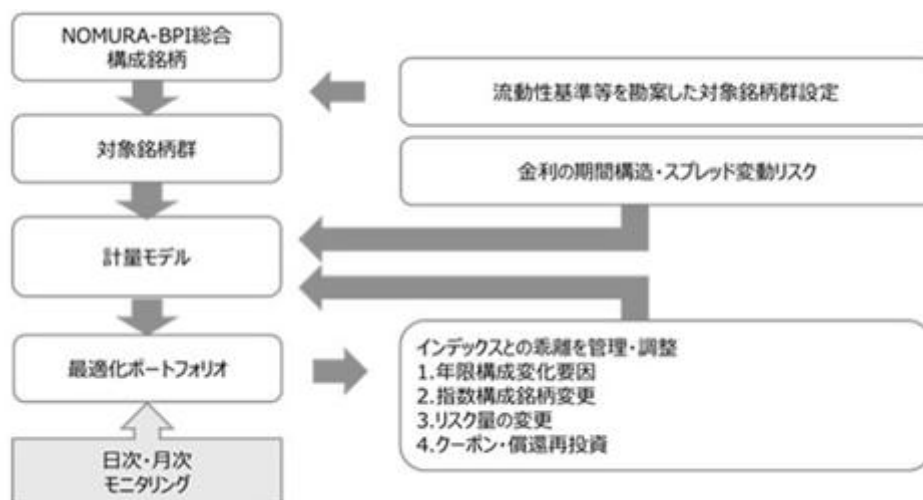 NOMURA-BPI総合
構成銘柄
流動性基準等を勘案した対象銘柄群設定
対象銘柄群
金利の期間構造・スプレッド変動リスク
計量モデル
最適化ポートフォリオ
インデックスとの乖離を管理・調整
1.年限構成変化要因
2.指数構成銘柄変更
3.リスク量の変更
4.クーポン・償還再投資
日次・月次
モニタリング